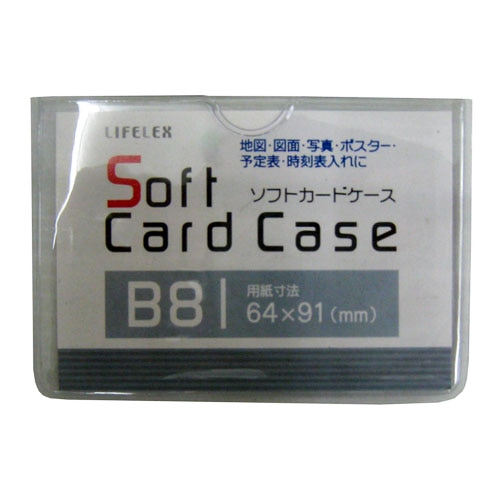 LIFELEX
地図・図面・写真・ポスター・
予定表・時刻表入れに
Soft
ソフトカードケース
Card Case
B8
用紙寸法
64×91(mm)